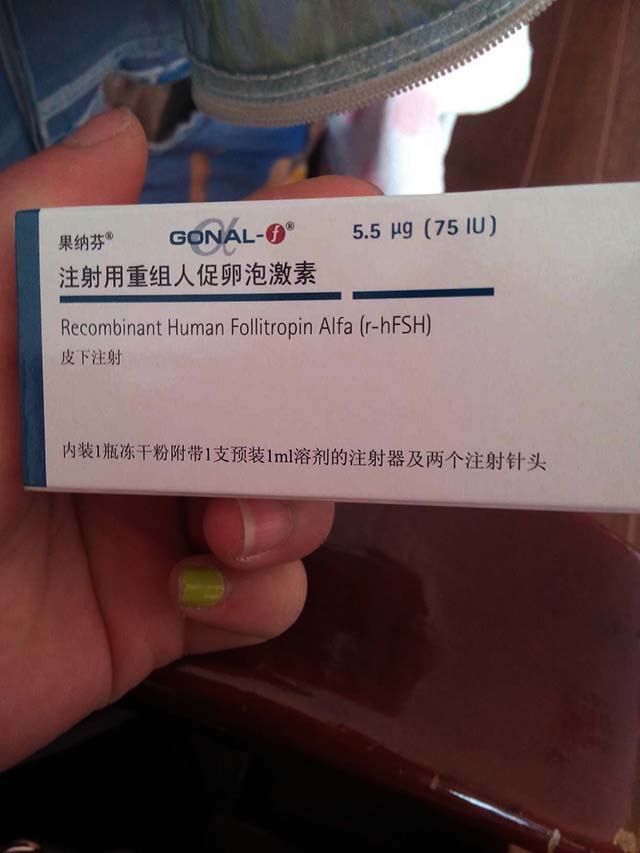 果纳芬® GONAL-f® 5.5 µg (75 IU)
注射用重组人促卵泡激素
Recombinant Human Follitropin Alfa (r-hFSH)
皮下注射
内装1瓶冻干粉附带1支预装1ml溶剂的注射器及两个注射针头